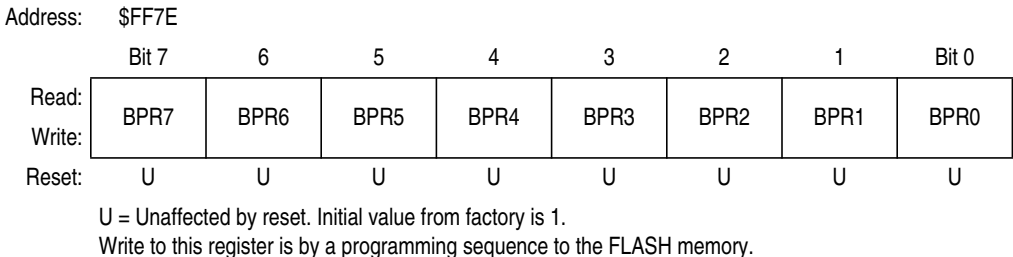 Address: $FF7E
Bit 7 6 5 4 3 2 1 Bit 0
Read:
BPR7 BPR6 BPR5 BPR4 BPR3 BPR2 BPR1 BPR0
Write:
Reset: U U U U U U U U
U = Unaffected by reset. Initial value from factory is 1.
Write to this register is by a programming sequence to the FLASH memory.